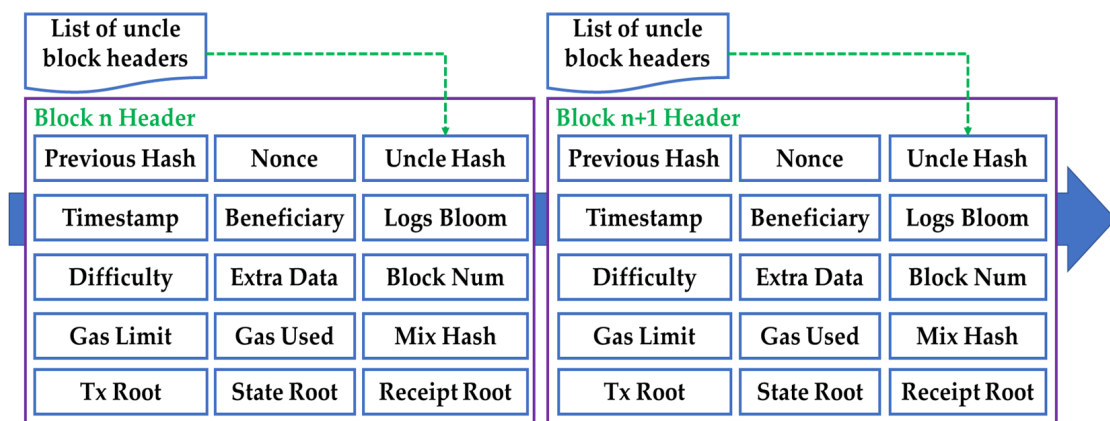 List of uncle
block headers
List of uncle
block headers
Block n Header
Previous Hash Nonce Uncle Hash
Timestamp Beneficiary Logs Bloom
Difficulty Extra Data Block Num
Gas Limit Gas Used Mix Hash
Tx Root State Root Receipt Root
Block n+1 Header
Previous Hash Nonce Uncle Hash
Timestamp Beneficiary Logs Bloom
Difficulty Extra Data Block Num
Gas Limit Gas Used Mix Hash
Tx Root State Root Receipt Root